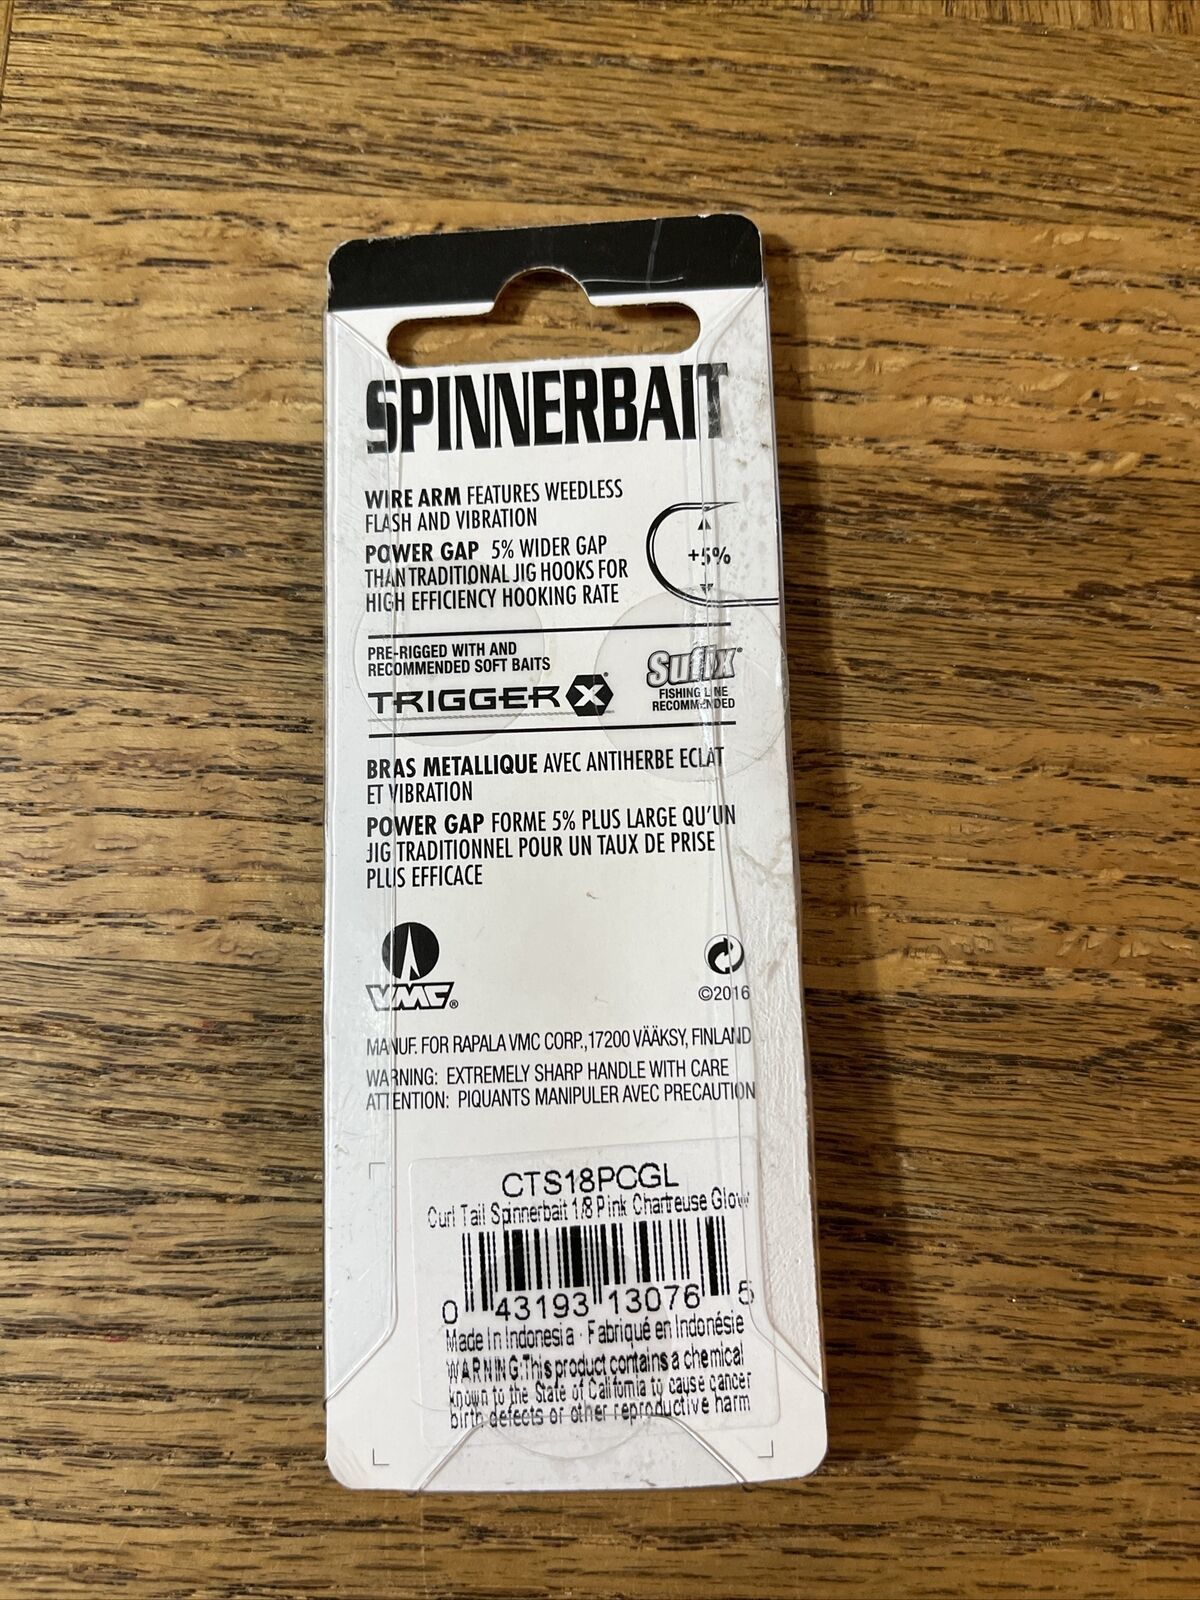 SPINNERBAIT
WIRE ARM FEATURES WEEDLESS
FLASH AND VIBRATION
POWER GAP 5% WIDER GAP
THAN TRADITIONAL JIG HOOKS FOR
HIGH EFFICIENCY HOOKING RATE
+5%
PRE-RIGGED WITH AND
RECOMMENDED SOFT BAITS
TRIGGER X
Sufix®
FISHING LINE
RECOMMENDED
BRAS METALLIQUE AVEC ANTIHERBE ECLAT
ET VIBRATION
POWER GAP FORME 5% PLUS LARGE QU'UN
JIG TRADITIONNEL POUR UN TAUX DE PRISE
PLUS EFFICACE
VMC®
©2016
MANUF. FOR RAPALA VMC CORP., 17200 VÄÄKSY, FINLAND
WARNING: EXTREMELY SHARP HANDLE WITH CARE
ATTENTION: PIQUANTS MANIPULER AVEC PRECAUTION
CTS18PCGL
Curl Tail Spinnerbait 1/8 Pink Chartreuse Glow
0 43193 13076 5
Made In Indonesia · Fabriqué en Indonésie
WARNING:This product contains a chemical
known to the State of California to cause cancer
birth defects or other reproductive harm